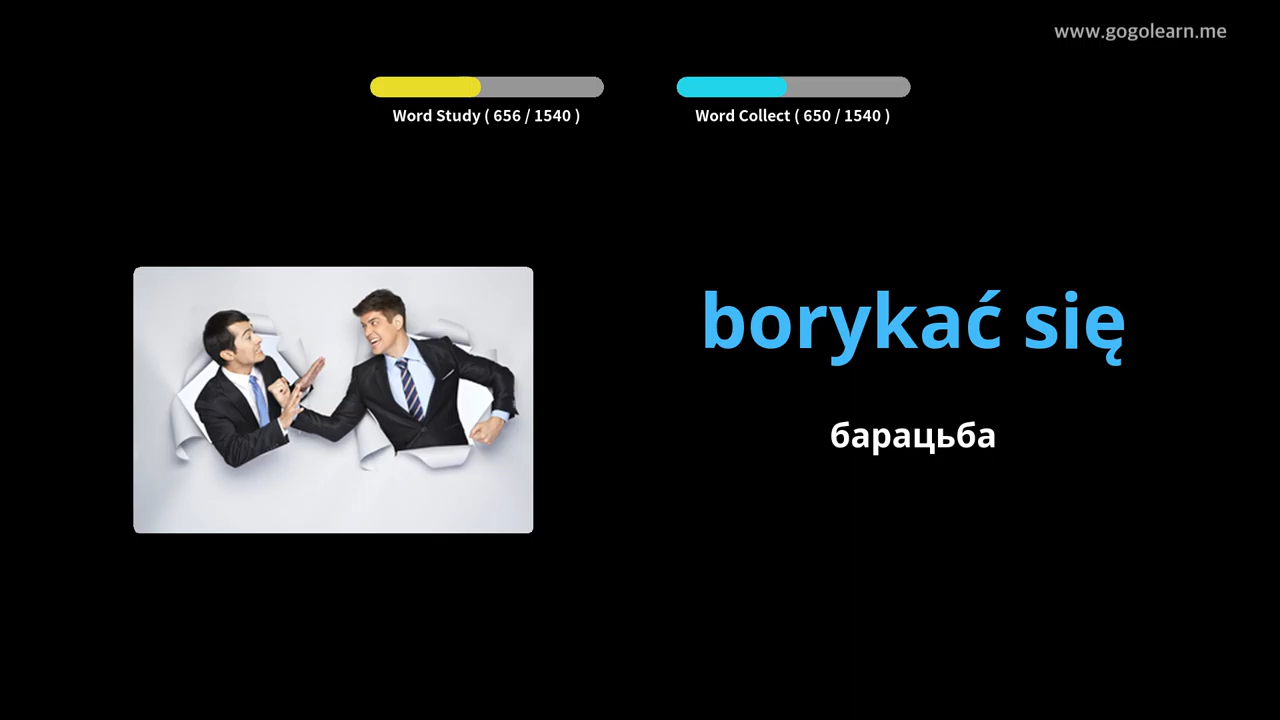 www.gogolearn.me
Word Study ( 656 / 1540 )
Word Collect ( 650 / 1540 )
borykać się
барацьба